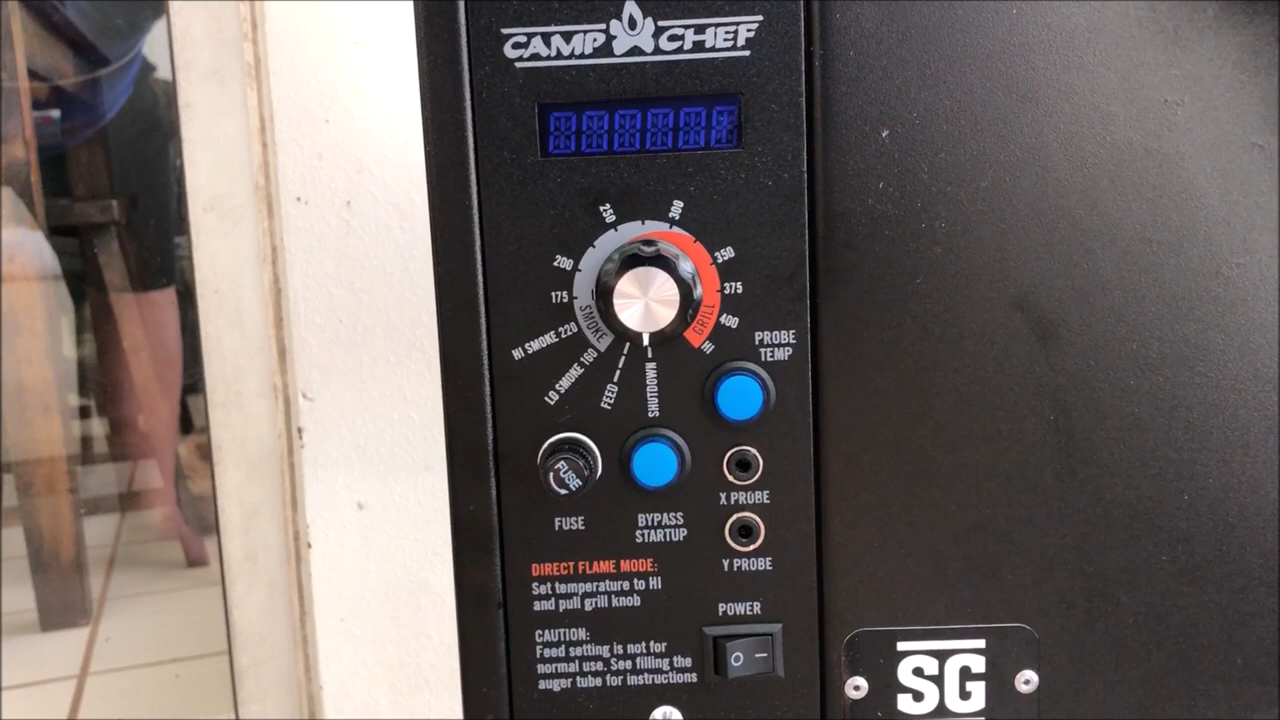 CAMP CHEF
250
300
200
350
175
375
SMOKE
GRILL
400
HI
HI SMOKE 220
LO SMOKE 160
FEED
SHUTDOWN
PROBE
TEMP
FUSE
FUSE
BYPASS
STARTUP
X PROBE
Y PROBE
DIRECT FLAME MODE:
Set temperature to HI
and pull grill knob
POWER
CAUTION:
Feed setting is not for
normal use. See filling the
auger tube for instructions
SG